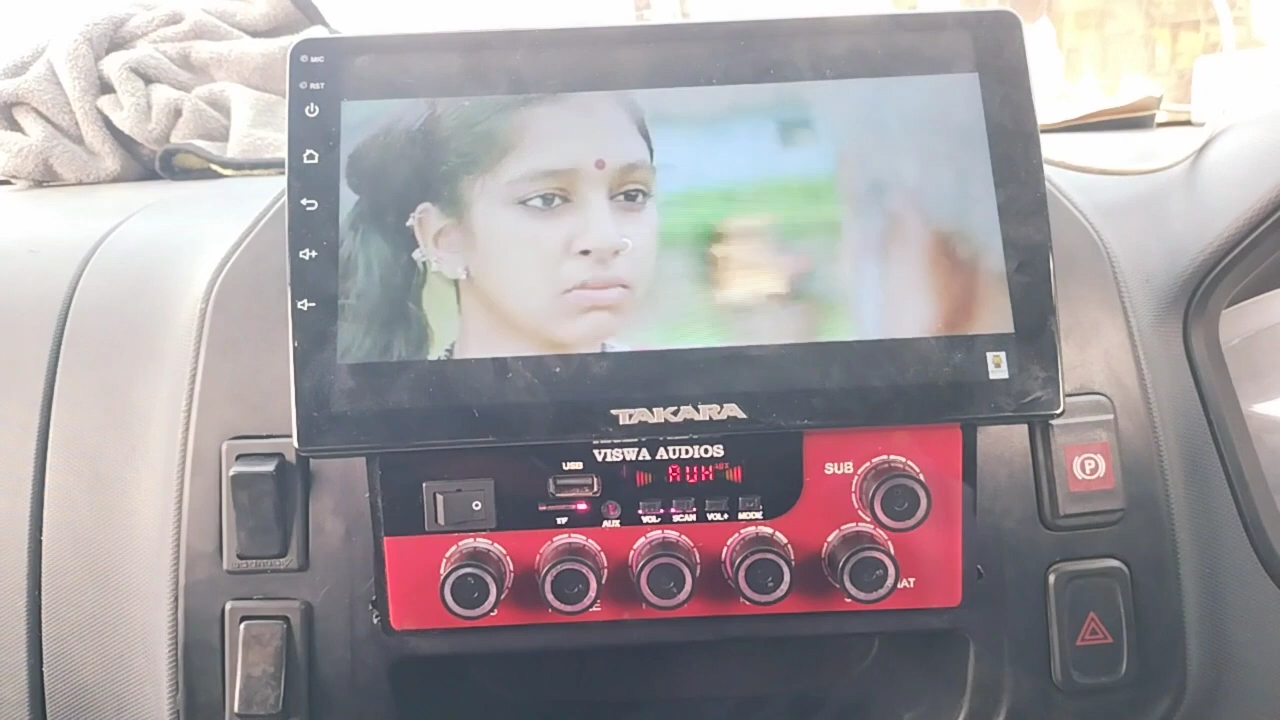 MIC
RST
TAKARA
VISWA AUDIOS
USB
AUX
TF
AUX
VOL-
SCAN
VOL+
MODE
SUB
P